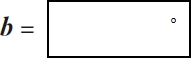 b = °